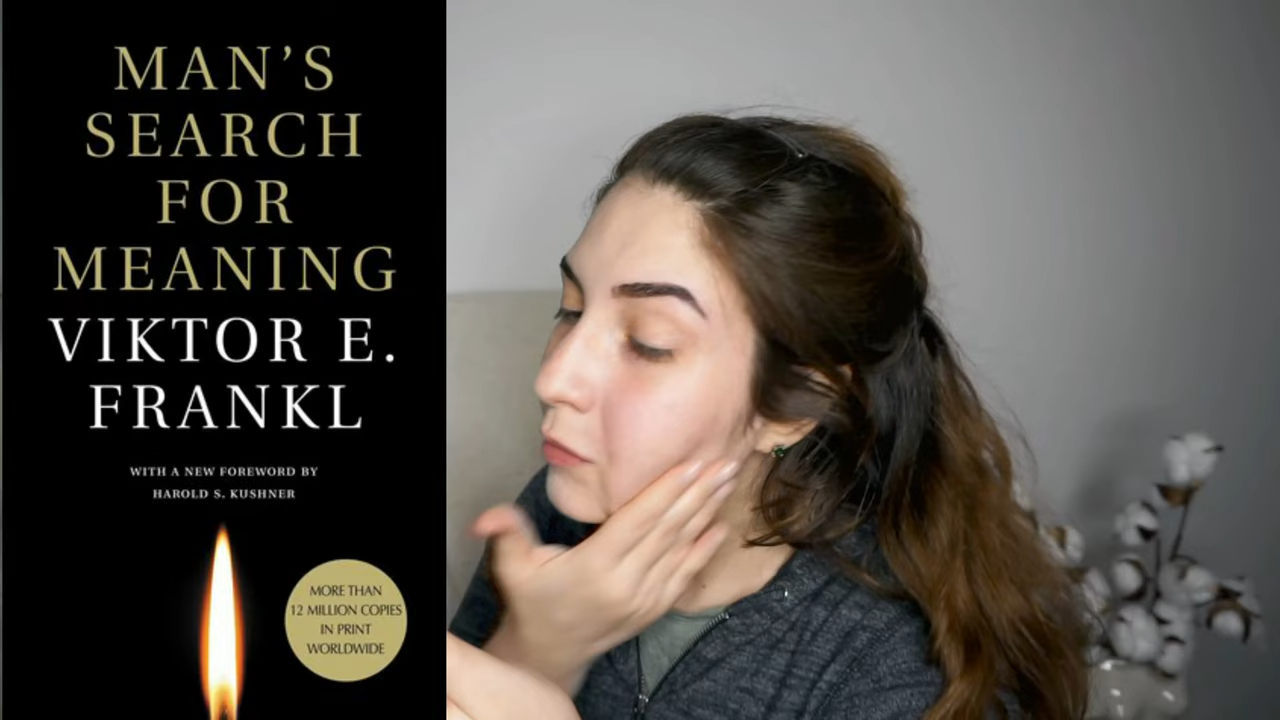 MAN'S
SEARCH
FOR
MEANING
VIKTOR E.
FRANKL
WITH A NEW FOREWORD BY
HAROLD S. KUSHNER
MORE THAN
12 MILLION COPIES
IN PRINT
WORLDWIDE